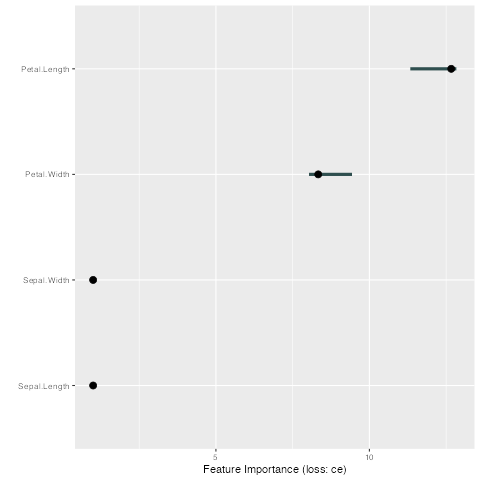 Petal.Length
Petal.Width
Sepal.Width
Sepal.Length
5 10
Feature Importance (loss: ce)